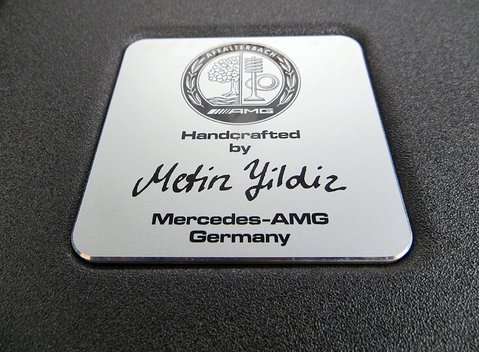 AFFALTERBACH
AMG
Handcrafted
by
Metin Yildiz
Mercedes-AMG
Germany